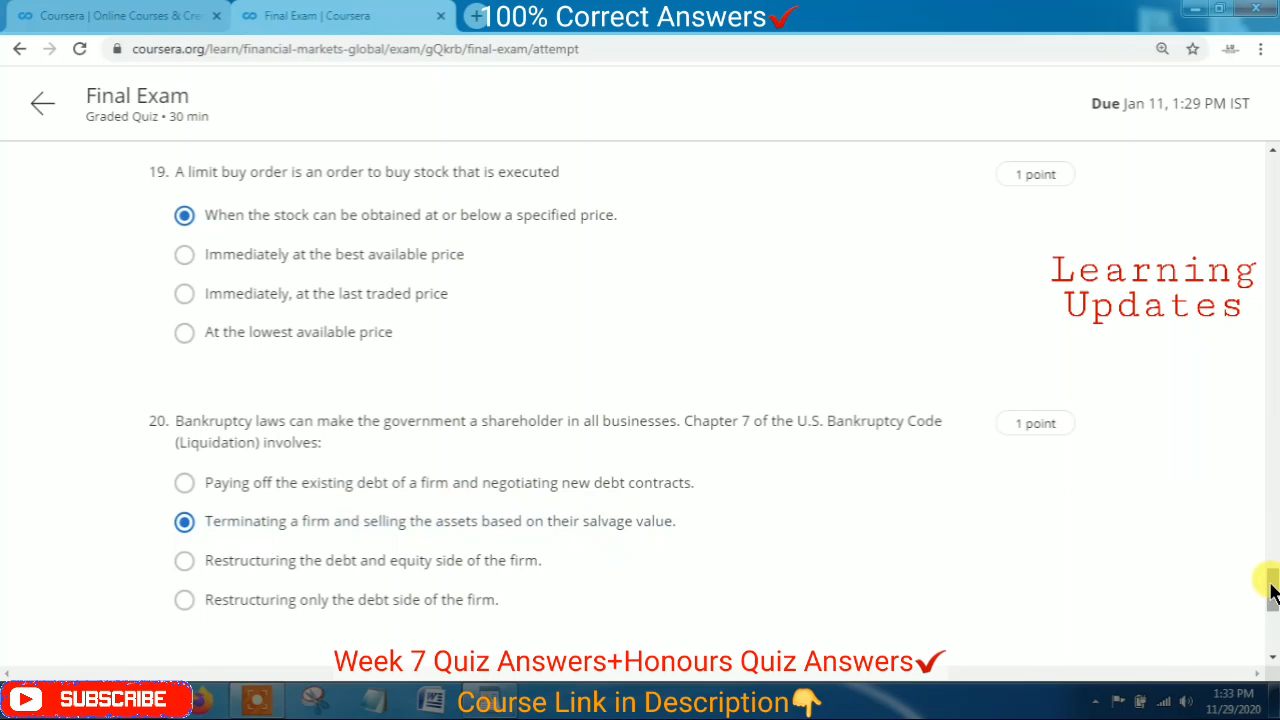 Coursera | Online Courses & Cre
Final Exam | Coursera
100% Correct Answers
coursera.org/learn/financial-markets-global/exam/gQkrb/final-exam/attempt
Final Exam
Graded Quiz • 30 min
Due Jan 11, 1:29 PM IST
19. A limit buy order is an order to buy stock that is executed
1 point
When the stock can be obtained at or below a specified price.
Immediately at the best available price
Immediately, at the last traded price
At the lowest available price
Learning
Updates
20. Bankruptcy laws can make the government a shareholder in all businesses. Chapter 7 of the U.S. Bankruptcy Code
(Liquidation) involves:
1 point
Paying off the existing debt of a firm and negotiating new debt contracts.
Terminating a firm and selling the assets based on their salvage value.
Restructuring the debt and equity side of the firm.
Restructuring only the debt side of the firm.
Week 7 Quiz Answers+Honours Quiz Answers
SUBSCRIBE
Course Link in Description
1:33 PM
11/29/2020